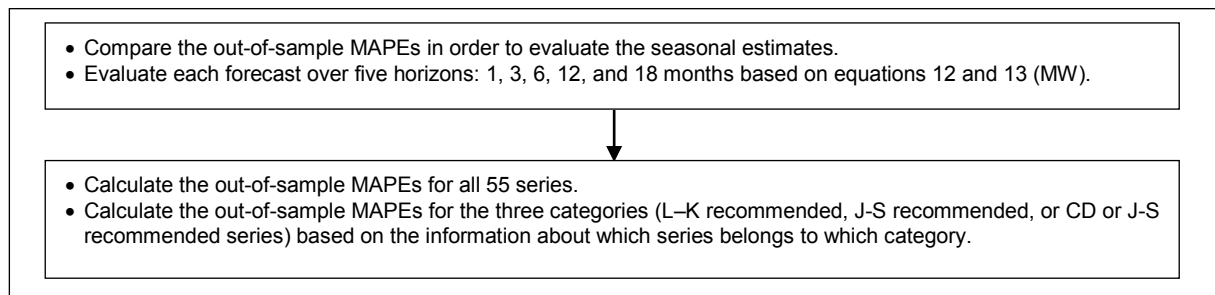 • Compare the out-of-sample MAPEs in order to evaluate the seasonal estimates.
• Evaluate each forecast over five horizons: 1, 3, 6, 12, and 18 months based on equations 12 and 13 (MW).
• Calculate the out-of-sample MAPEs for all 55 series.
• Calculate the out-of-sample MAPEs for the three categories (L–K recommended, J-S recommended, or CD or J-S
recommended series) based on the information about which series belongs to which category.